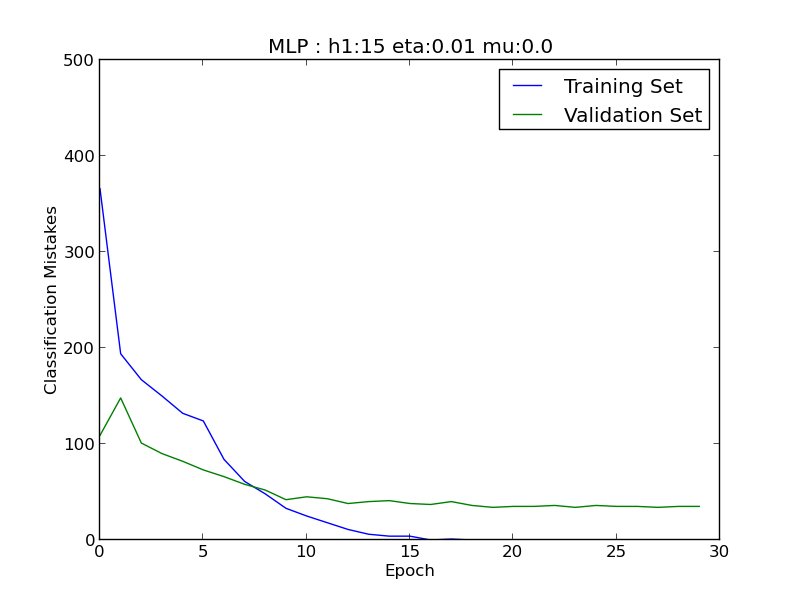 MLP : h1:15 eta:0.01 mu:0.0
Training Set
Validation Set
500
400
300
200
100
0
Classification Mistakes
0 5 10 15 20 25 30
Epoch